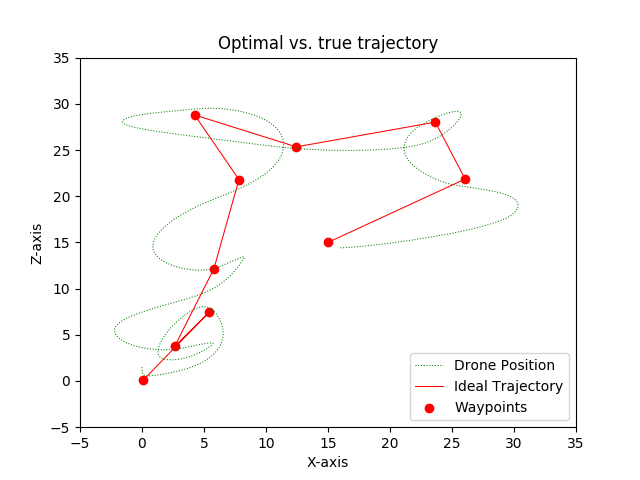 Optimal vs. true trajectory
35
30
25
20
15
10
5
0
−5
Z-axis
−5 0 5 10 15 20 25 30 35
X-axis
Drone Position
Ideal Trajectory
Waypoints